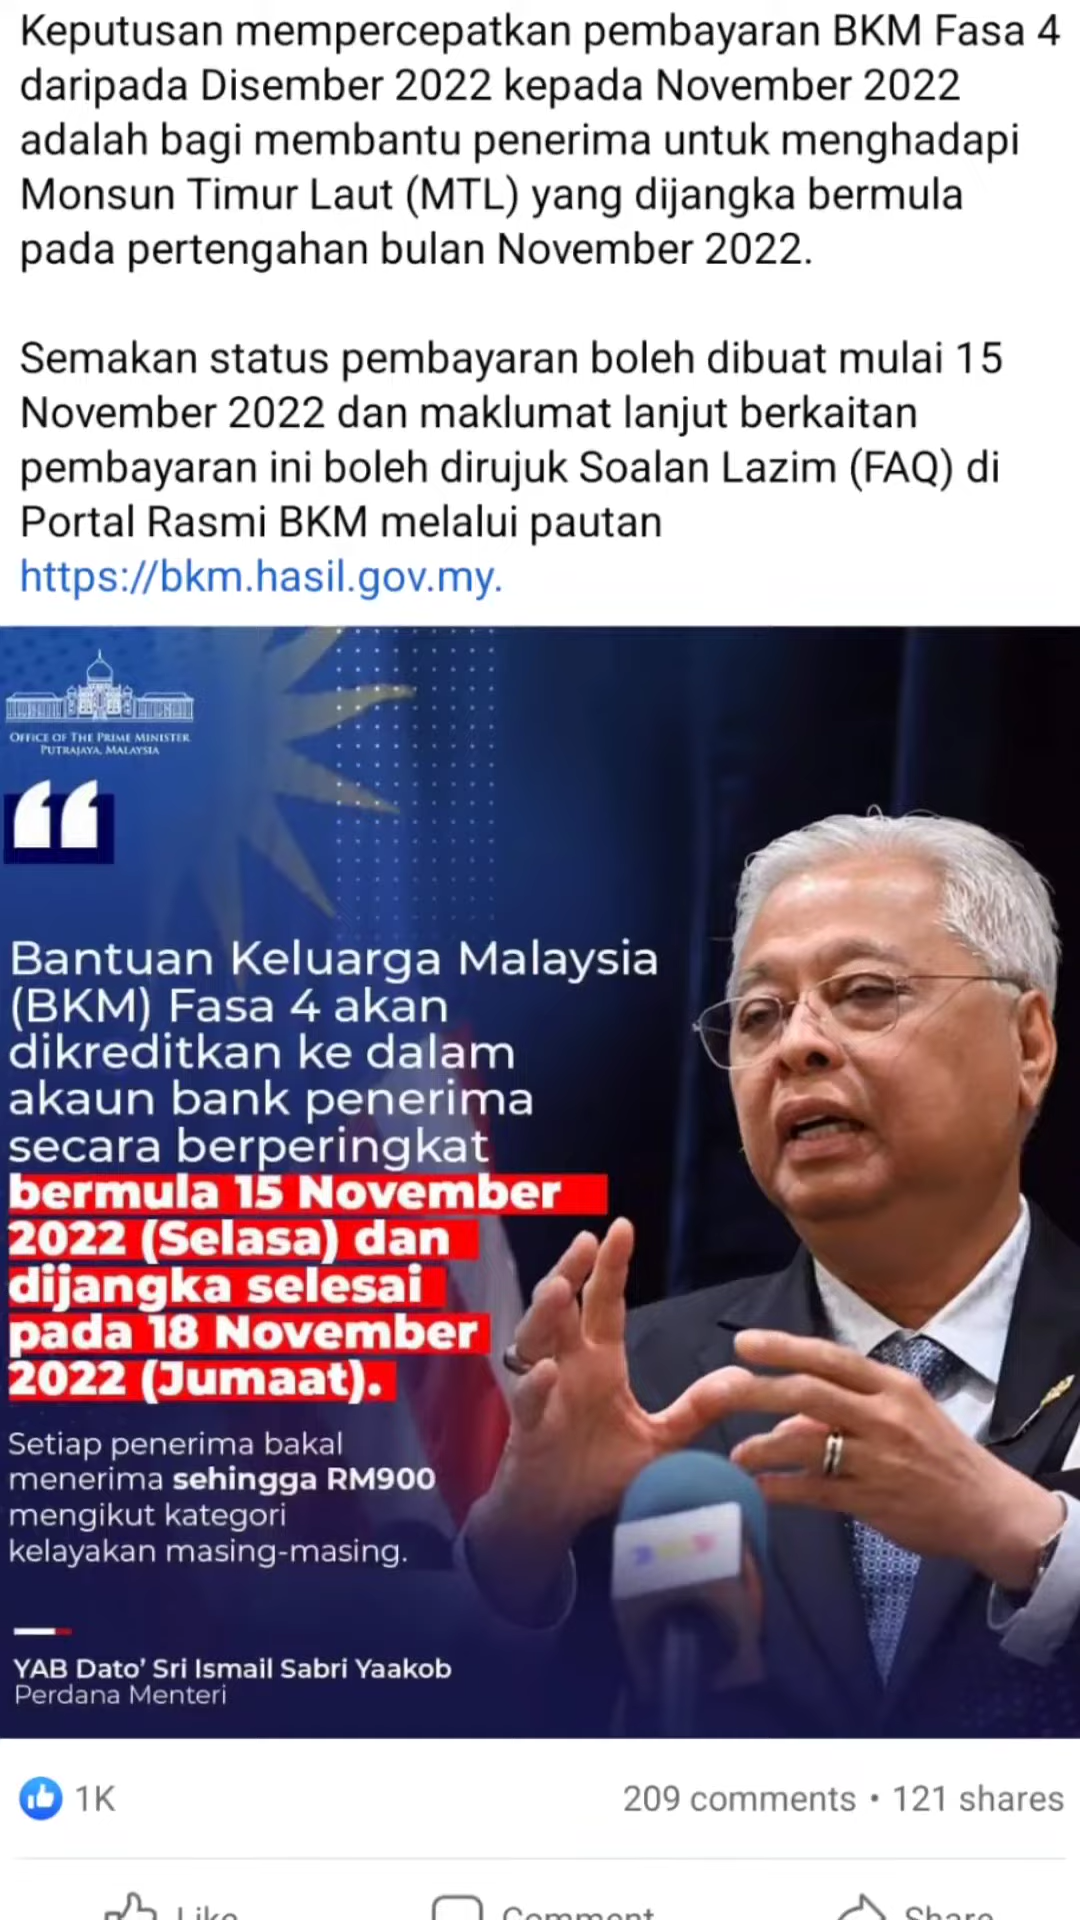 Keputusan mempercepatkan pembayaran BKM Fasa 4
daripada Disember 2022 kepada November 2022
adalah bagi membantu penerima untuk menghadapi
Monsun Timur Laut (MTL) yang dijangka bermula
pada pertengahan bulan November 2022.
Semakan status pembayaran boleh dibuat mulai 15
November 2022 dan maklumat lanjut berkaitan
pembayaran ini boleh dirujuk Soalan Lazim (FAQ) di
Portal Rasmi BKM melalui pautan
https://bkm.hasil.gov.my.
OFFICE OF THE PRIME MINISTER
PUTRAJAYA, MALAYSIA
“
Bantuan Keluarga Malaysia
(BKM) Fasa 4 akan
dikreditkan ke dalam
akaun bank penerima
secara berperingkat
bermula 15 November
2022 (Selasa) dan
dijangka selesai
pada 18 November
2022 (Jumaat).
Setiap penerima bakal
menerima sehingga RM900
mengikut kategori
kelayakan masing-masing.
YAB Dato' Sri Ismail Sabri Yaakob
Perdana Menteri
1K
209 comments • 121 shares
Like
Comment
Share